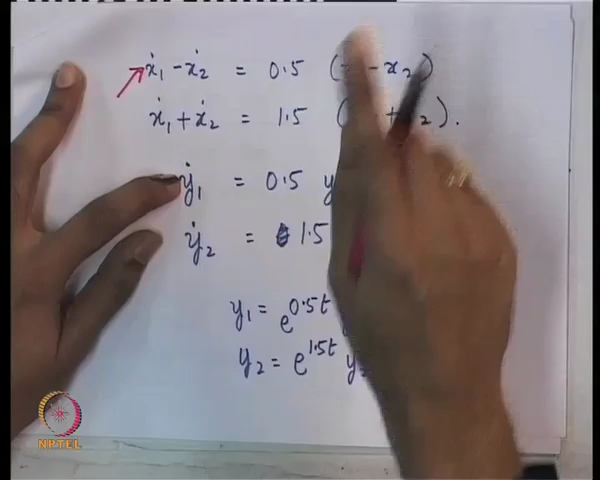 ẋ₁ - ẋ₂ = 0.5 ( - x₂)
ẋ₁ + ẋ₂ = 1.5 ( + ₂).
ẏ₁ = 0.5 y
ẏ₂ = 1.5
y₁ = e^0.5t
y₂ = e^1.5t y
NPTEL